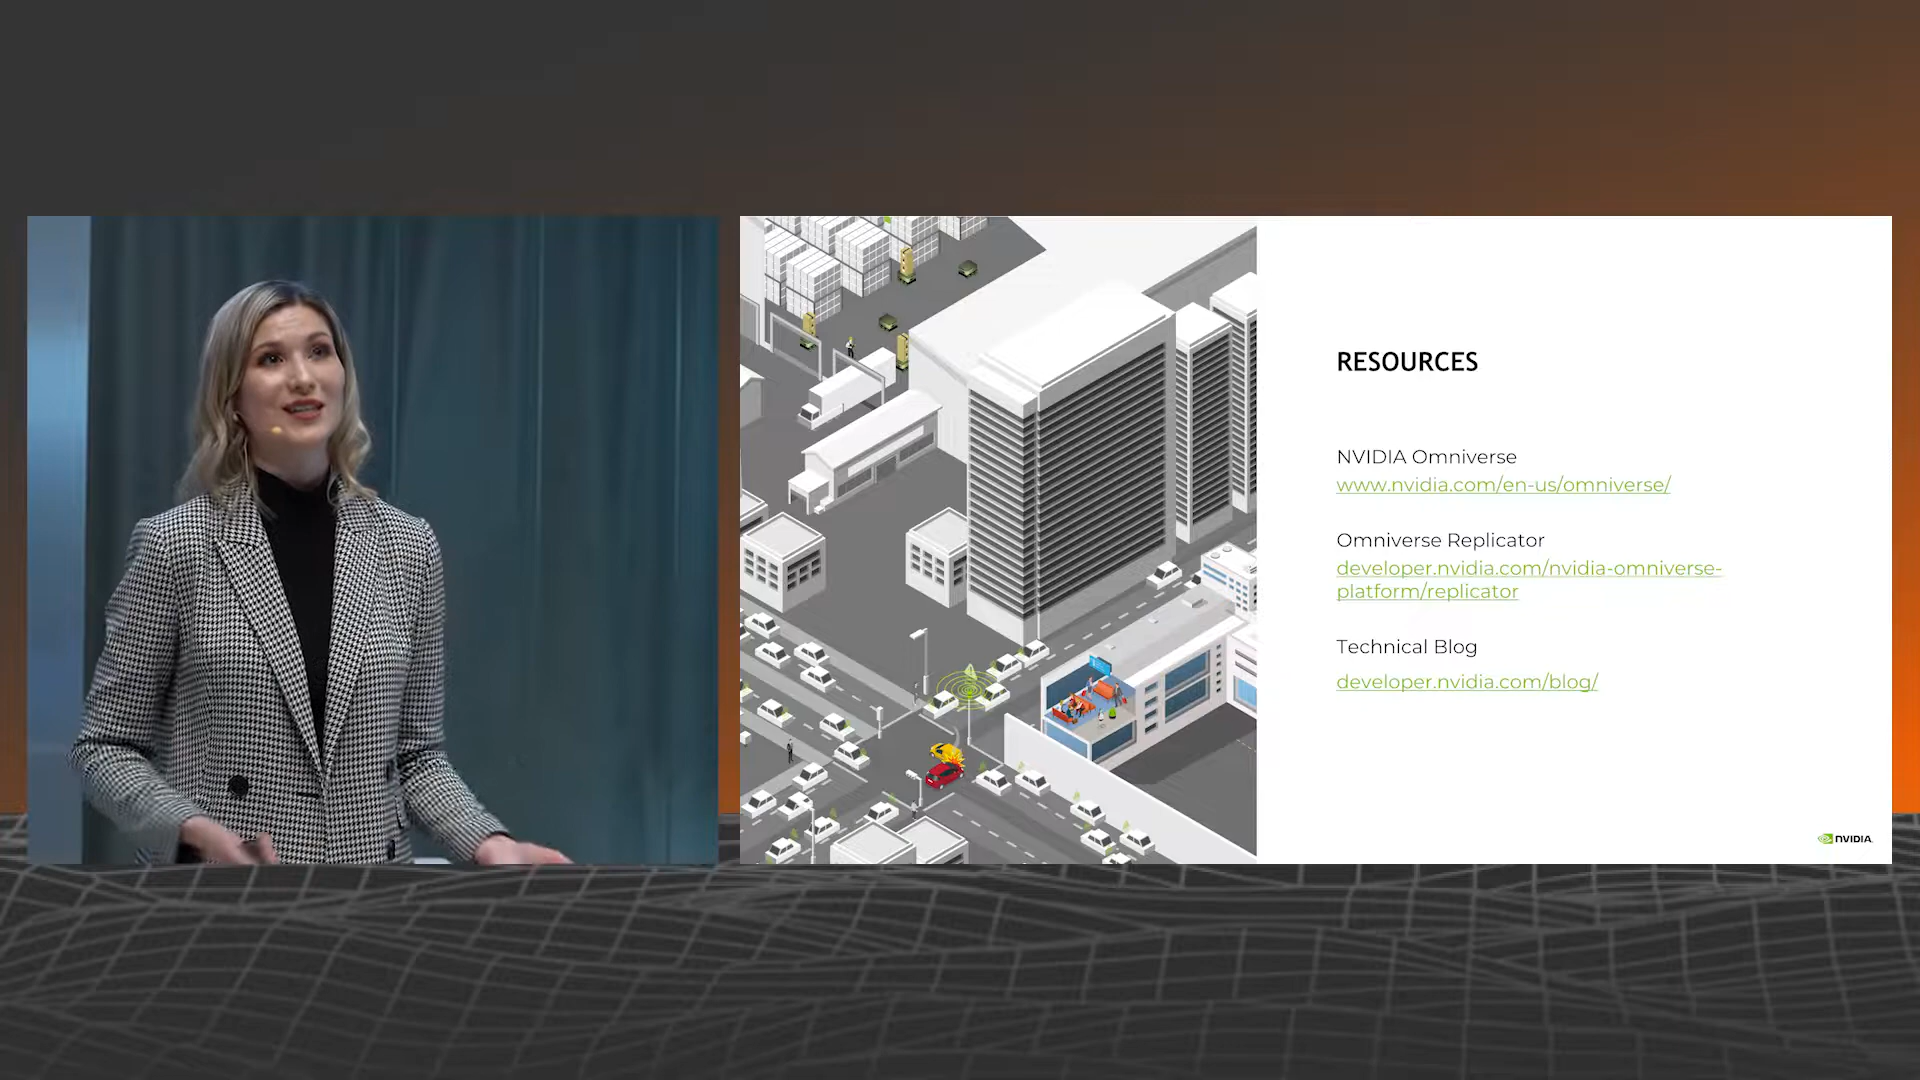 RESOURCES
NVIDIA Omniverse
www.nvidia.com/en-us/omniverse/
Omniverse Replicator
developer.nvidia.com/nvidia-omniverse-
platform/replicator
Technical Blog
developer.nvidia.com/blog/
NVIDIA